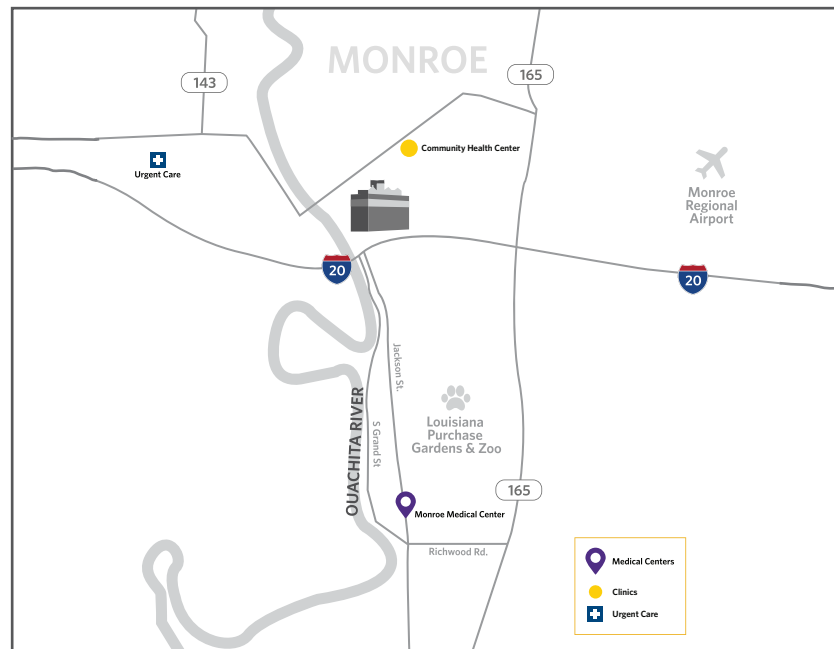 MONROE
143
165
Community Health Center
Urgent Care
Monroe
Regional
Airport
20
20
Jackson St.
OUACHITA RIVER
S Grand St
Louisiana
Purchase
Gardens & Zoo
165
Monroe Medical Center
Richwood Rd.
Medical Centers
Clinics
Urgent Care